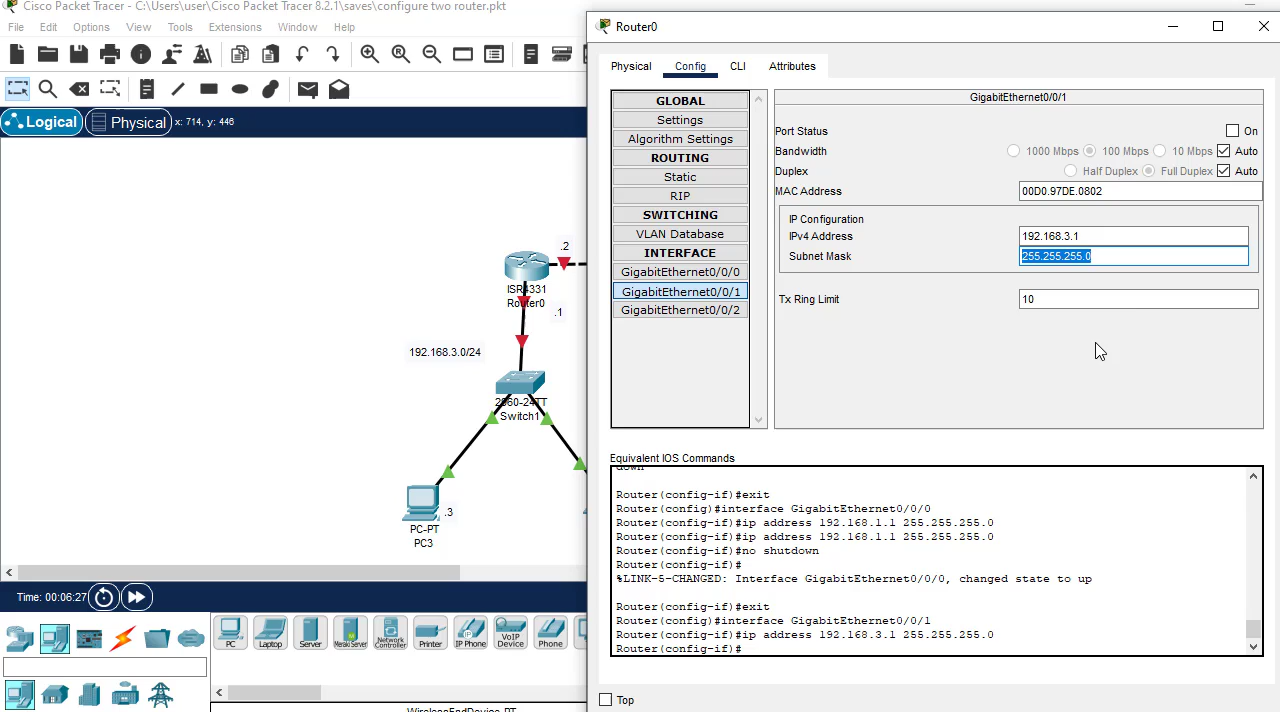 Cisco Packet Tracer - C:\Users\user\Cisco Packet Tracer 8.2.1\saves\configure two router.pkt
File Edit Options View Tools Extensions Window Help
Logical Physical x: 714, y: 446
.2
ISR4331
Router0
.1
192.168.3.0/24
2960-24TT
Switch1
.3
PC-PT
PC3
Time: 00:06:27
PC Laptop Server Meraki Server Network Controller Printer IP Phone VoIP Device Phone
WirelessEndDevice-PT
Router0
Physical Config CLI Attributes
GLOBAL
Settings
Algorithm Settings
ROUTING
Static
RIP
SWITCHING
VLAN Database
INTERFACE
GigabitEthernet0/0/0
GigabitEthernet0/0/1
GigabitEthernet0/0/2
GigabitEthernet0/0/1
Port Status On
Bandwidth 1000 Mbps 100 Mbps 10 Mbps Auto
Duplex Half Duplex Full Duplex Auto
MAC Address 00D0.97DE.0802
IP Configuration
IPv4 Address 192.168.3.1
Subnet Mask 255.255.255.0
Tx Ring Limit 10
Equivalent IOS Commands
down
Router(config-if)#exit
Router(config)#interface GigabitEthernet0/0/0
Router(config-if)#ip address 192.168.1.1 255.255.255.0
Router(config-if)#ip address 192.168.1.1 255.255.255.0
Router(config-if)#no shutdown
Router(config-if)#
%LINK-5-CHANGED: Interface GigabitEthernet0/0/0, changed state to up
Router(config-if)#exit
Router(config)#interface GigabitEthernet0/0/1
Router(config-if)#ip address 192.168.3.1 255.255.255.0
Router(config-if)#
Top